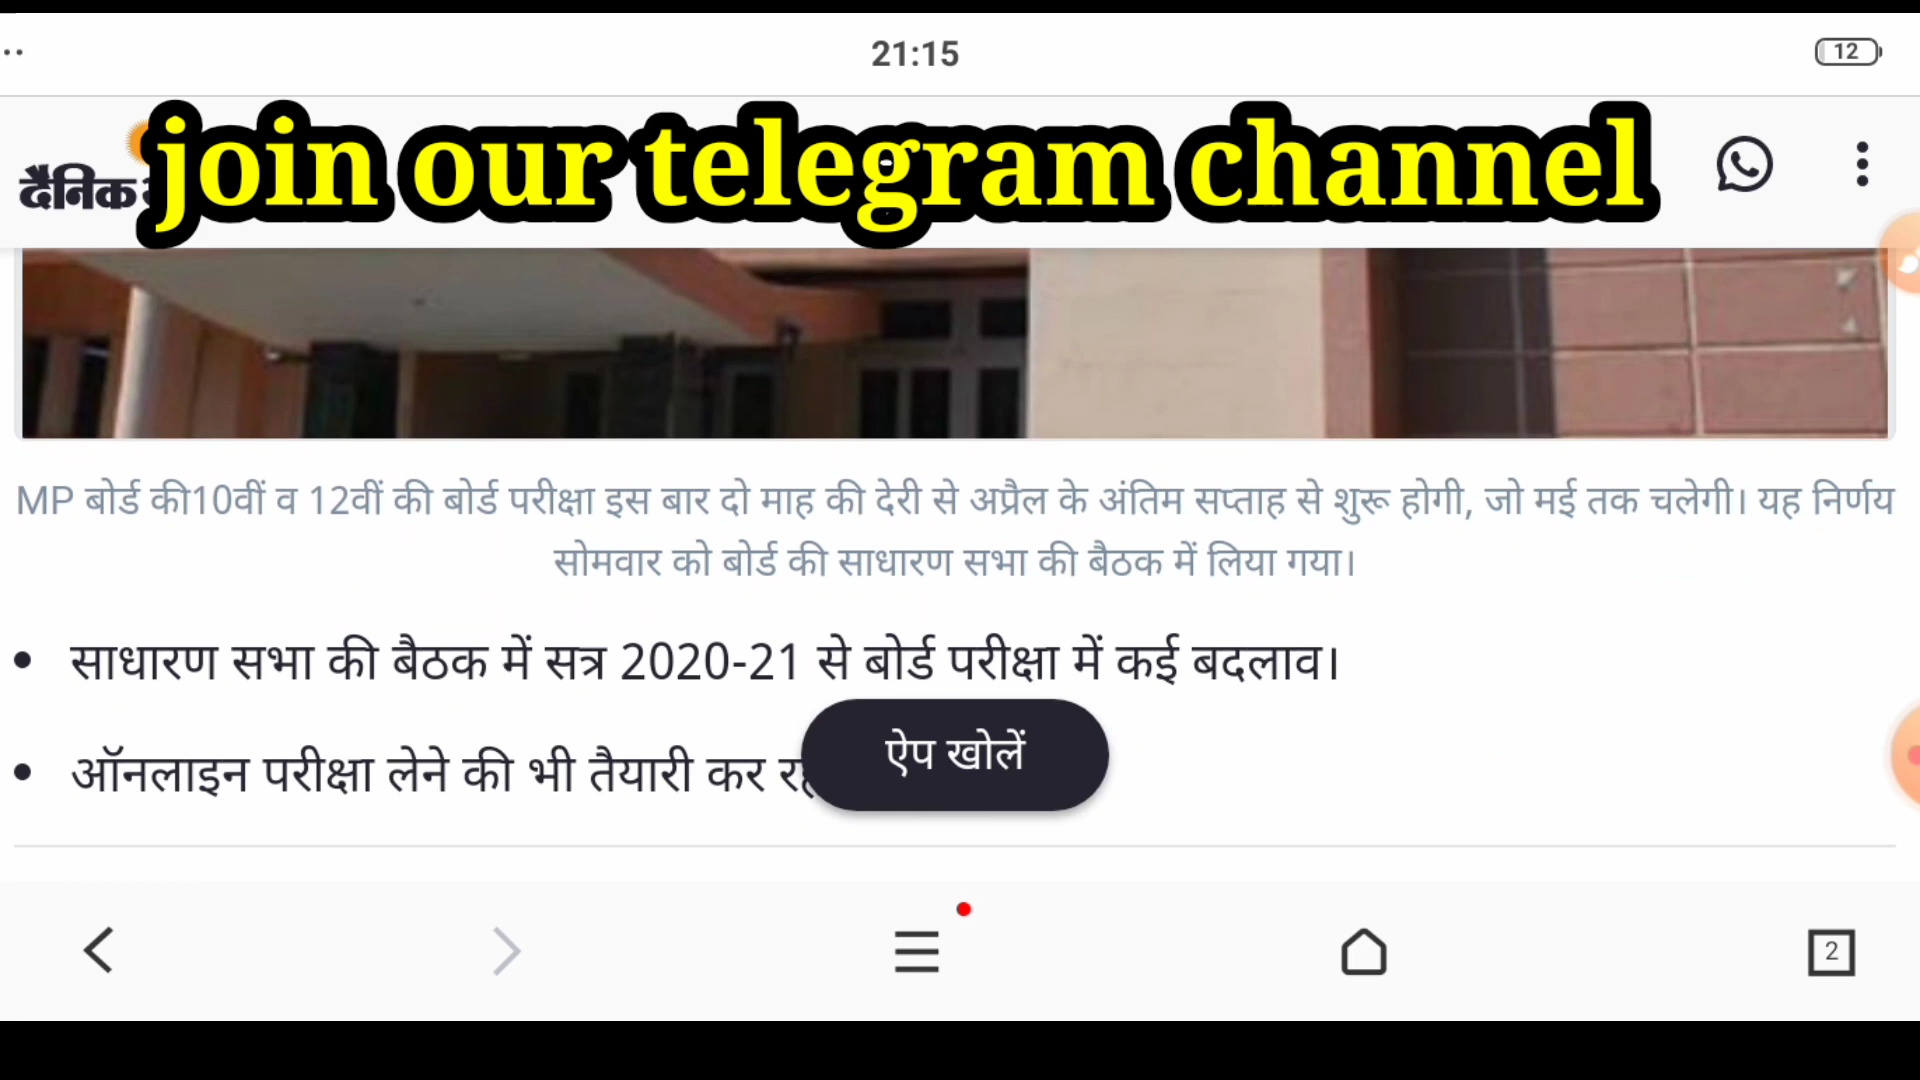 21:15
12
join our telegram channel
दैनिक
MP बोर्ड की10वीं व 12वीं की बोर्ड परीक्षा इस बार दो माह की देरी से अप्रैल के अंतिम सप्ताह से शुरू होगी, जो मई तक चलेगी। यह निर्णय
सोमवार को बोर्ड की साधारण सभा की बैठक में लिया गया।
• साधारण सभा की बैठक में सत्र 2020-21 से बोर्ड परीक्षा में कई बदलाव।
• ऑनलाइन परीक्षा लेने की भी तैयारी कर
ऐप खोलें
2